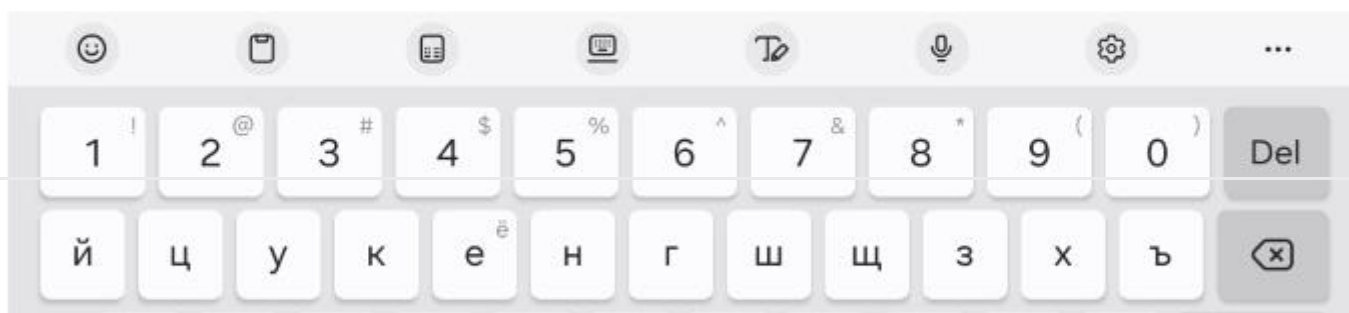 1 ! 2 @ 3 # 4 $ 5 % 6 ^ 7 & 8 * 9 ( 0 ) Del
й ц у к е ё н г ш щ з х ъ